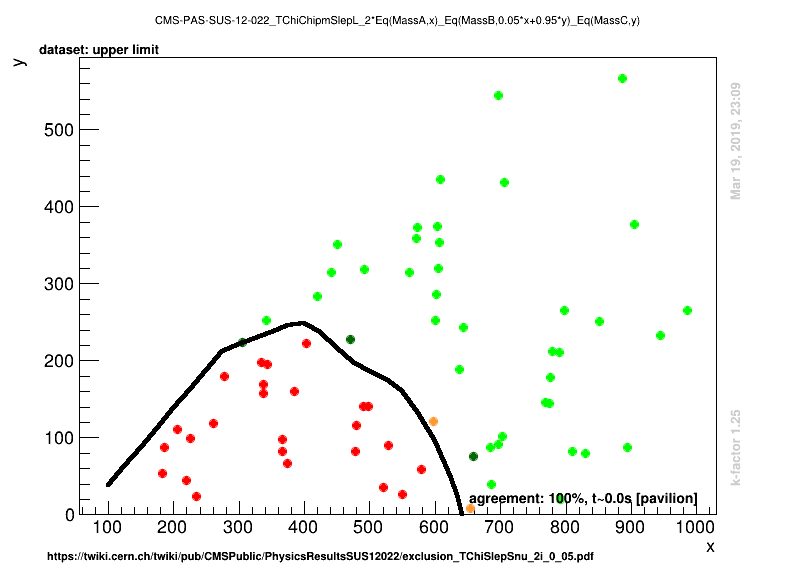 CMS-PAS-SUS-12-022_TChiChipmSlepL_2*Eq(MassA,x)_Eq(MassB,0.05*x+0.95*y)_Eq(MassC,y)
dataset: upper limit
y
500
400
300
200
100
0
100 200 300 400 500 600 700 800 900 1000
x
agreement: 100%, t~0.0s [pavilion]
Mar 19, 2019, 23:09
k-factor 1.25
https://twiki.cern.ch/twiki/pub/CMSPublic/PhysicsResultsSUS12022/exclusion_TChiSlepSnu_2i_0_05.pdf